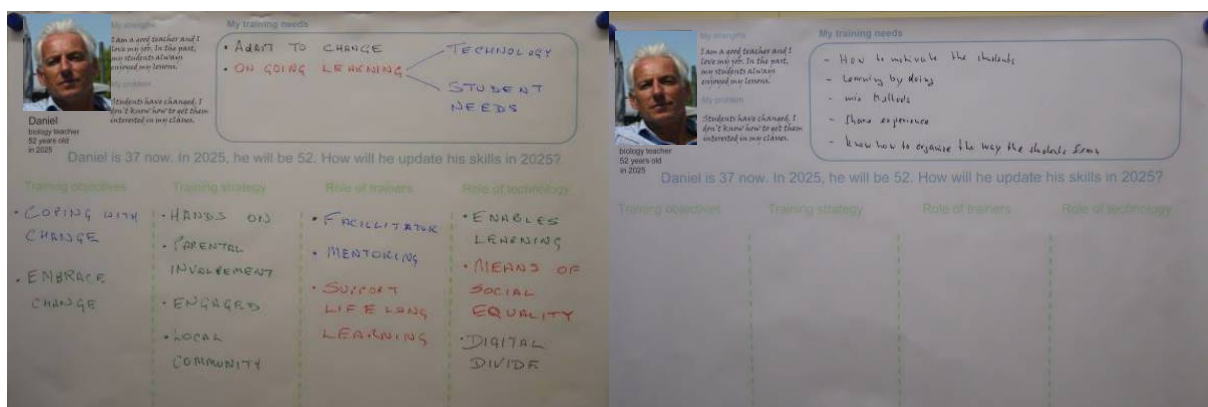 My strengths
I am a good teacher and I
love my job. In the past,
my students always
enjoyed my lessons.
My problem
Students have changed. I
don't know how to get them
interested in my classes.
Daniel
biology teacher
52 years old
in 2025
My training needs
• ADAPT TO CHANGE
• ON GOING LEARNING
TECHNOLOGY
STUDENT
NEEDS
Daniel is 37 now. In 2025, he will be 52. How will he update his skills in 2025?
Training objectives
• COPING WITH
CHANGE
• EMBRACE
CHANGE
Training strategy
• HANDS ON
• PARENTAL
INVOLVEMENT
• ENGAGED
• LOCAL
COMMUNITY
Role of trainers
• FACILLITATOR
• MENTORING
• SUPPORT
LIFE LONG
LEARNING
Role of technology
• ENABLES
LEARNING
• MEANS OF
SOCIAL
EQUALITY
• DIGITAL
DIVIDE
My strengths
I am a good teacher and I
love my job. In the past,
my students always
enjoyed my lessons.
My problem
Students have changed. I
don't know how to get them
interested in my classes.
biology teacher
52 years old
in 2025
My training needs
- How to motivate the students
- Learning by doing
- mix
- Share experience
- know how to organise the way the students
Daniel is 37 now. In 2025, he will be 52. How will he update his skills in 2025?
Training objectives
Training strategy
Role of trainers
Role of technology